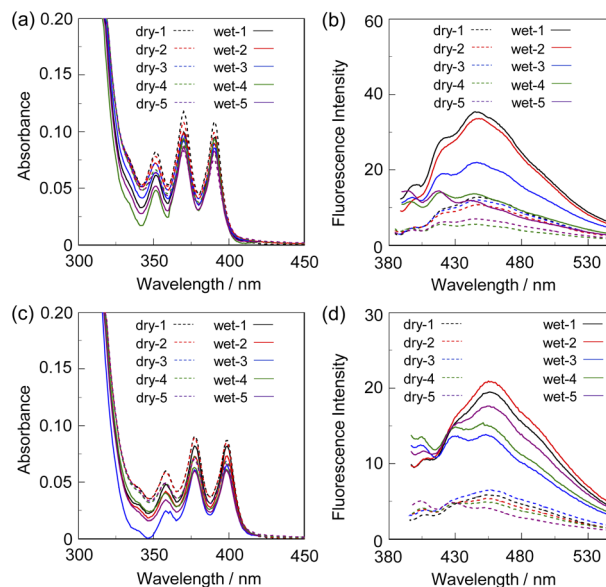 (a)
0.20
0.15
0.10
0.05
0
Absorbance
dry-1 wet-1
dry-2 wet-2
dry-3 wet-3
dry-4 wet-4
dry-5 wet-5
300 350 400 450
Wavelength / nm
(b)
60
40
20
0
Fluorescence Intensity
dry-1 wet-1
dry-2 wet-2
dry-3 wet-3
dry-4 wet-4
dry-5 wet-5
380 430 480 530
Wavelength / nm
(c)
0.20
0.15
0.10
0.05
0
Absorbance
dry-1 wet-1
dry-2 wet-2
dry-3 wet-3
dry-4 wet-4
dry-5 wet-5
300 350 400 450
Wavelength / nm
(d)
30
20
10
0
Fluorescence Intensity
dry-1 wet-1
dry-2 wet-2
dry-3 wet-3
dry-4 wet-4
dry-5 wet-5
380 430 480 530
Wavelength / nm